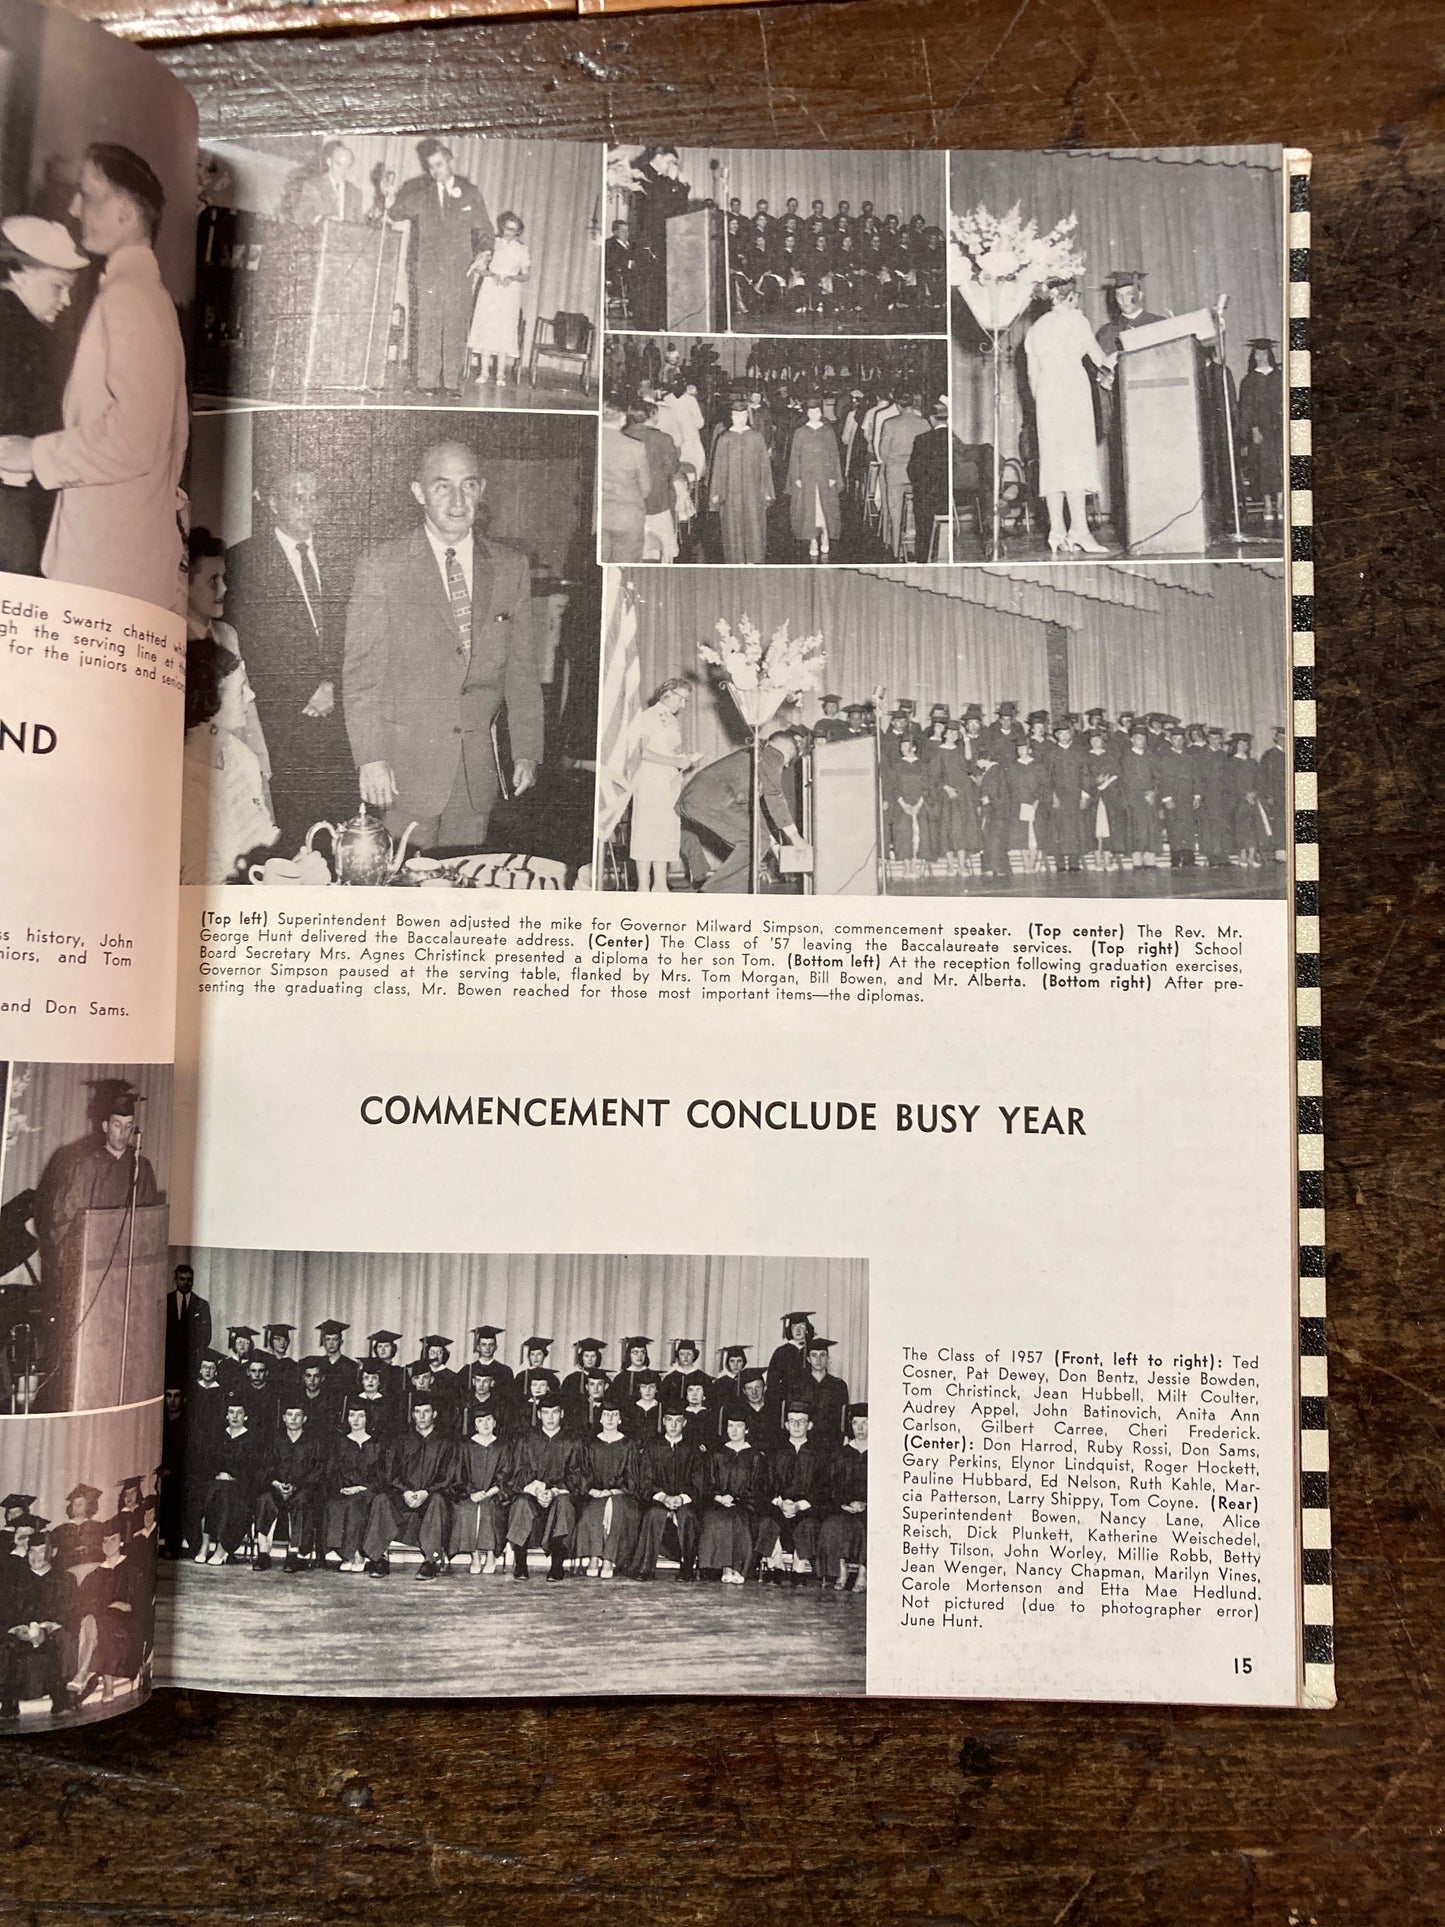 Eddie Swartz chatted
the serving line at
for the juniors and
ND
history, John
and Tom
and Don Sams.
(Top left) Superintendent Bowen adjusted the mike for Governor Milward Simpson, commencement speaker. (Top center) The Rev. Mr.
George Hunt delivered the Baccalaureate address. (Center) The Class of '57 leaving the Baccalaureate services. (Top right) School
Board Secretary Mrs. Agnes Christinck presented a diploma to her son Tom. (Bottom left) At the reception following graduation exercises,
Governor Simpson paused at the serving table, flanked by Mrs. Tom Morgan, Bill Bowen, and Mr. Alberta. (Bottom right) After pre-
senting the graduating class, Mr. Bowen reached for those most important items—the diplomas.
COMMENCEMENT CONCLUDE BUSY YEAR
The Class of 1957 (Front, left to right): Ted
Cosner, Pat Dewey, Don Bentz, Jessie Bowden,
Tom Christinck, Jean Hubbell, Milt Coulter,
Audrey Appel, John Batinovich, Anita Ann
Carlson, Gilbert Carree, Cheri Frederick.
(Center): Don Harrod, Ruby Rossi, Don Sams,
Gary Perkins, Elynor Lindquist, Roger Hockett,
Pauline Hubbard, Ed Nelson, Ruth Kahle, Mar-
cia Patterson, Larry Shippy, Tom Coyne. (Rear)
Superintendent Bowen, Nancy Lane, Alice
Reisch, Dick Plunkett, Katherine Weischedel,
Betty Tilson, John Worley, Millie Robb, Betty
Jean Wenger, Nancy Chapman, Marilyn Vines,
Carole Mortenson and Etta Mae Hedlund.
Not pictured (due to photographer error)
June Hunt.
15